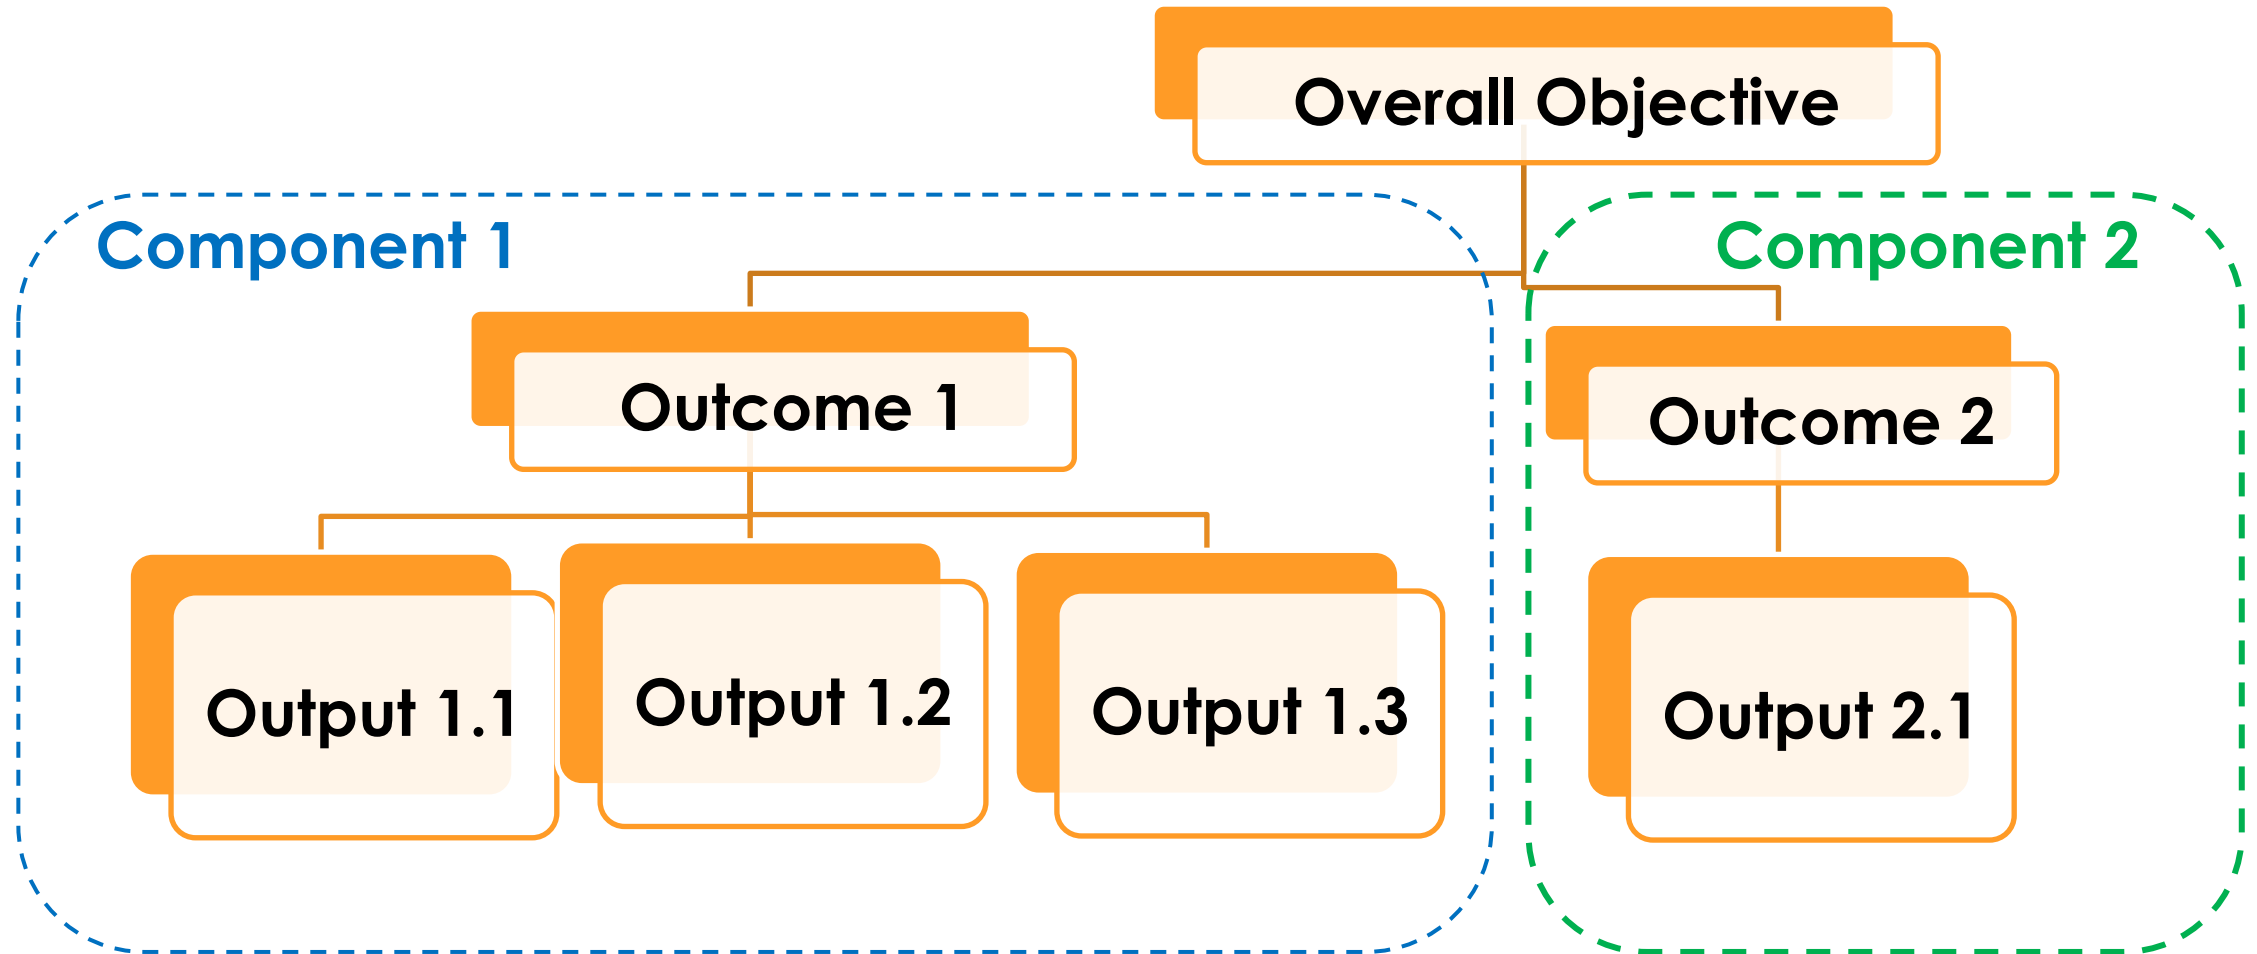 Overall Objective
Component 1
Component 2
Outcome 1
Outcome 2
Output 1.1
Output 1.2
Output 1.3
Output 2.1